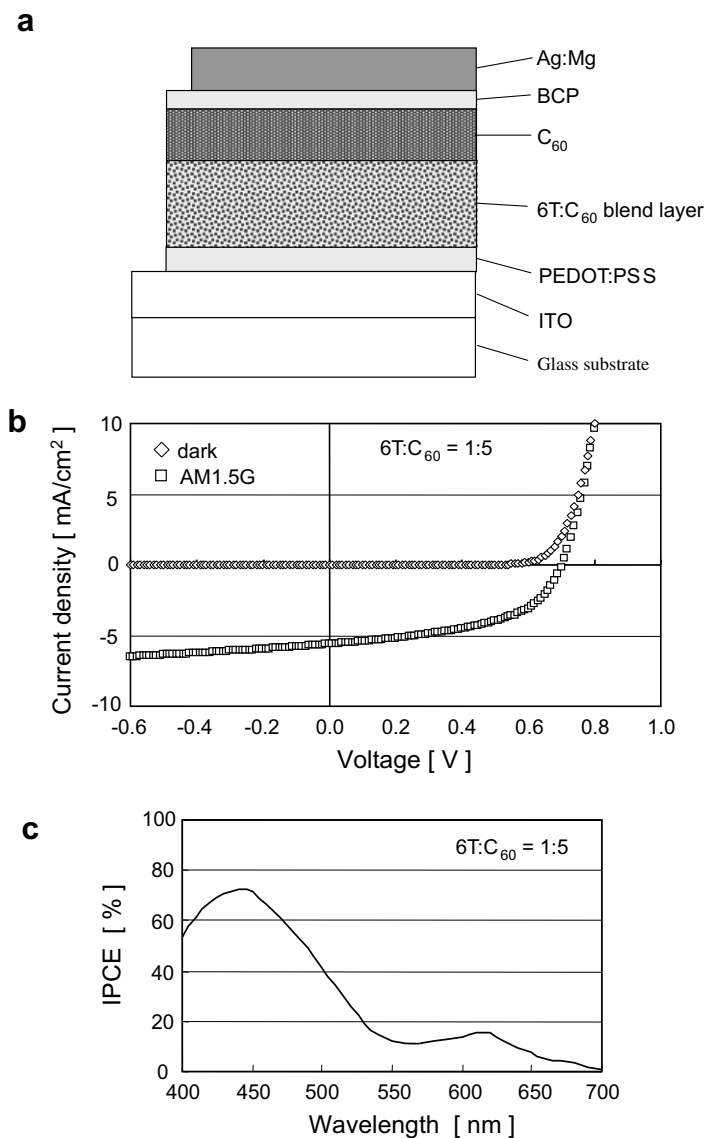 a
Ag:Mg
BCP
C60
6T:C60 blend layer
PEDOT:PSS
ITO
Glass substrate
b
10
5
0
-5
-10
Current density [ mA/cm2 ]
dark
AM1.5G
6T:C60 = 1:5
-0.6 -0.4 -0.2 0.0 0.2 0.4 0.6 0.8 1.0
Voltage [ V ]
c
100
80
60
40
20
0
IPCE [ % ]
6T:C60 = 1:5
400 450 500 550 600 650 700
Wavelength [ nm ]